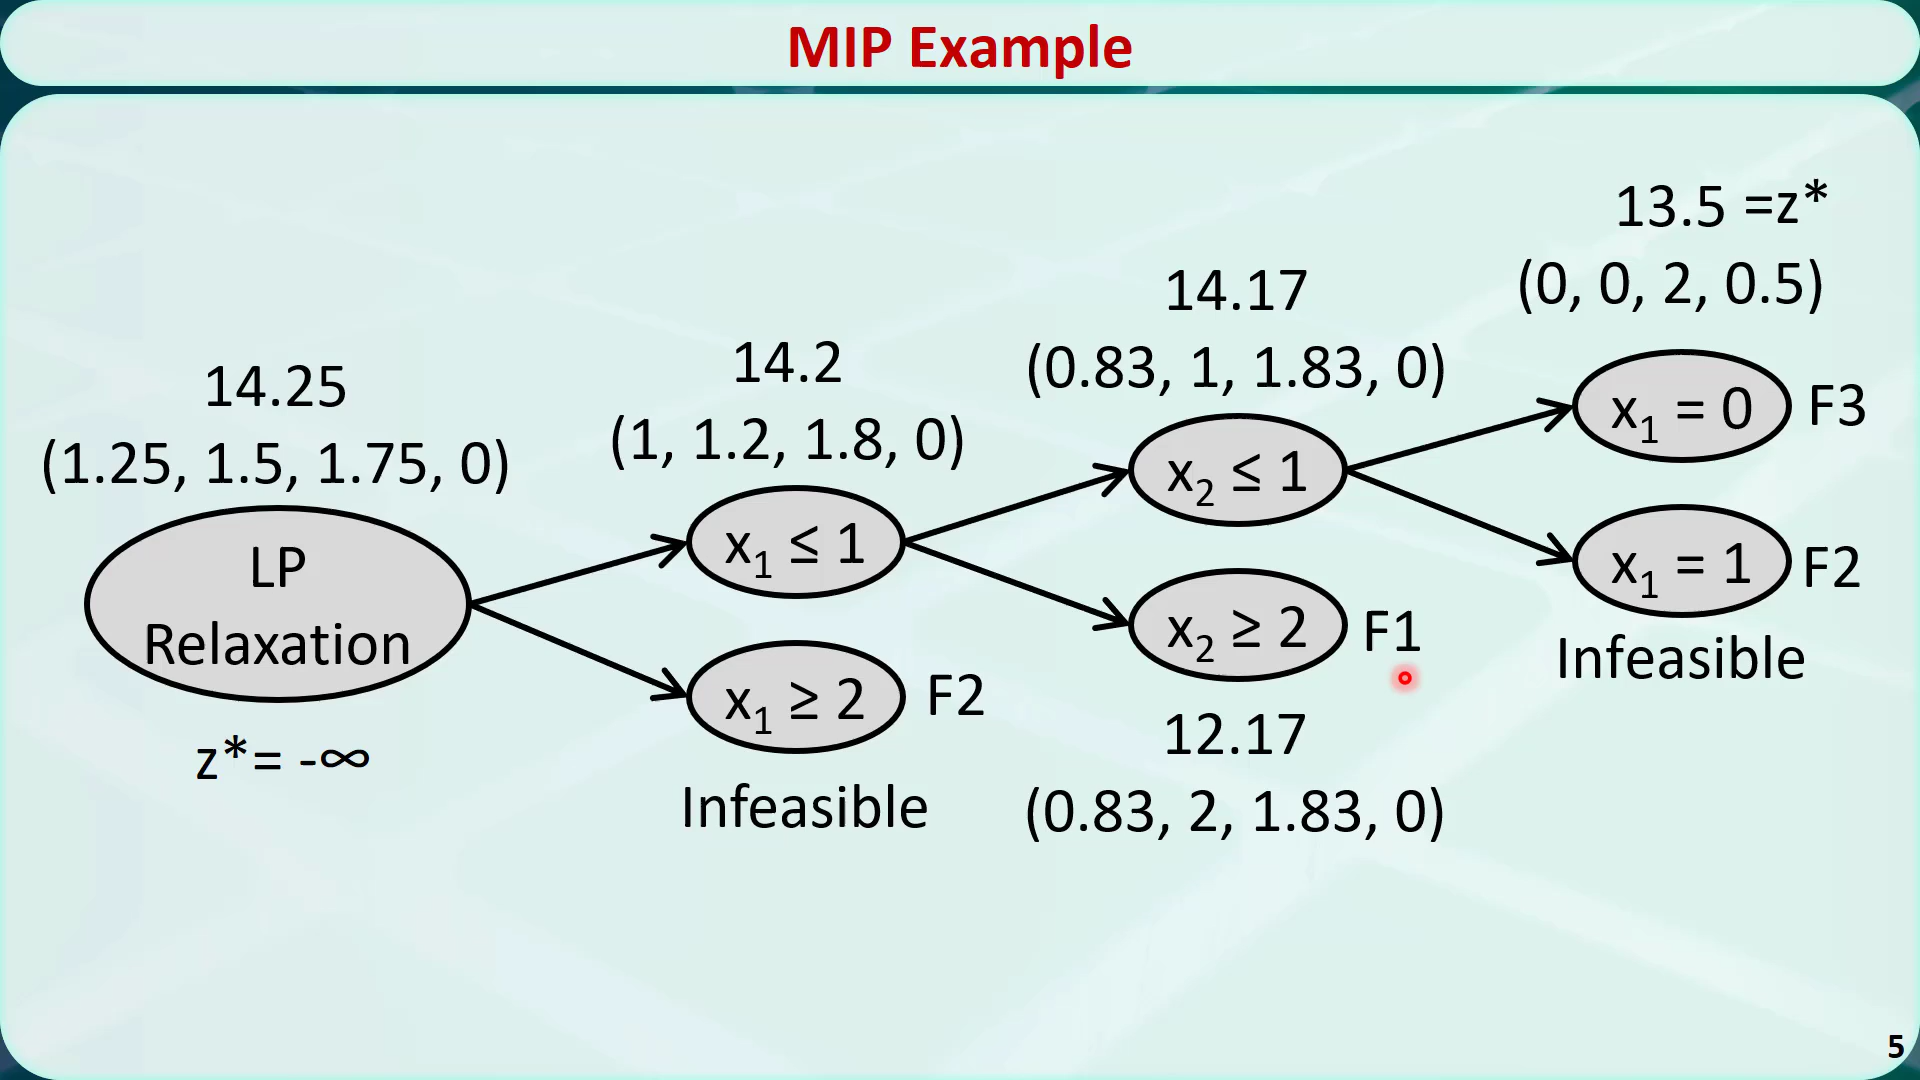 MIP Example
14.25
(1.25, 1.5, 1.75, 0)
LP
Relaxation
z*= -∞
14.2
(1, 1.2, 1.8, 0)
x₁ ≤ 1
x₁ ≥ 2
F2
Infeasible
14.17
(0.83, 1, 1.83, 0)
x₂ ≤ 1
x₂ ≥ 2
F1
12.17
(0.83, 2, 1.83, 0)
13.5 =z*
(0, 0, 2, 0.5)
x₁ = 0
F3
x₁ = 1
F2
Infeasible
5